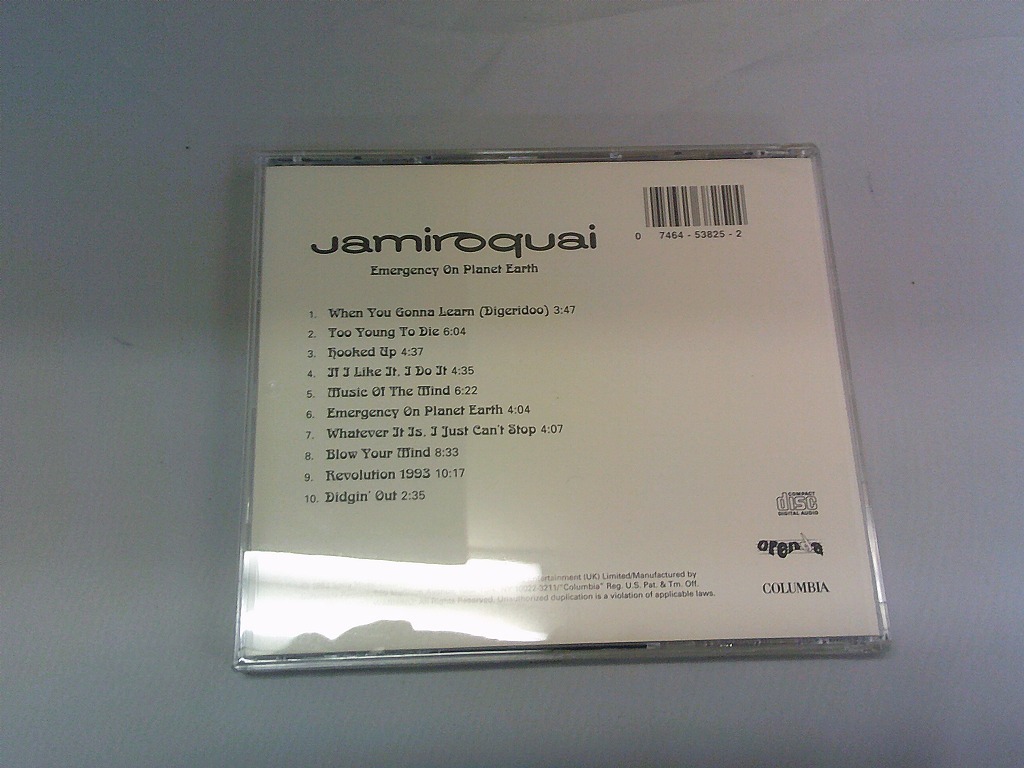 0 7464 - 53825 - 2
Jamiroquai
Emergency On Planet Earth
1. When You Gonna Learn (Digeridoo) 3:47
2. Too Young To Die 6:04
3. Hooked Up 4:37
4. If I Like It, I Do It 4:35
5. Music Of The Mind 6:22
6. Emergency On Planet Earth 4:04
7. Whatever It Is, I Just Can't Stop 4:07
8. Blow Your Mind 8:33
9. Revolution 1993 10:17
10. Didgin' Out 2:35
COMPACT
disc
DIGITAL AUDIO
orenda
COLUMBIA
(UK) Limited/Manufactured by
10022-3211/"Columbia" Reg. U.S. Pat. & Tm. Off.
All Rights Reserved. Unauthorized duplication is a violation of applicable laws.